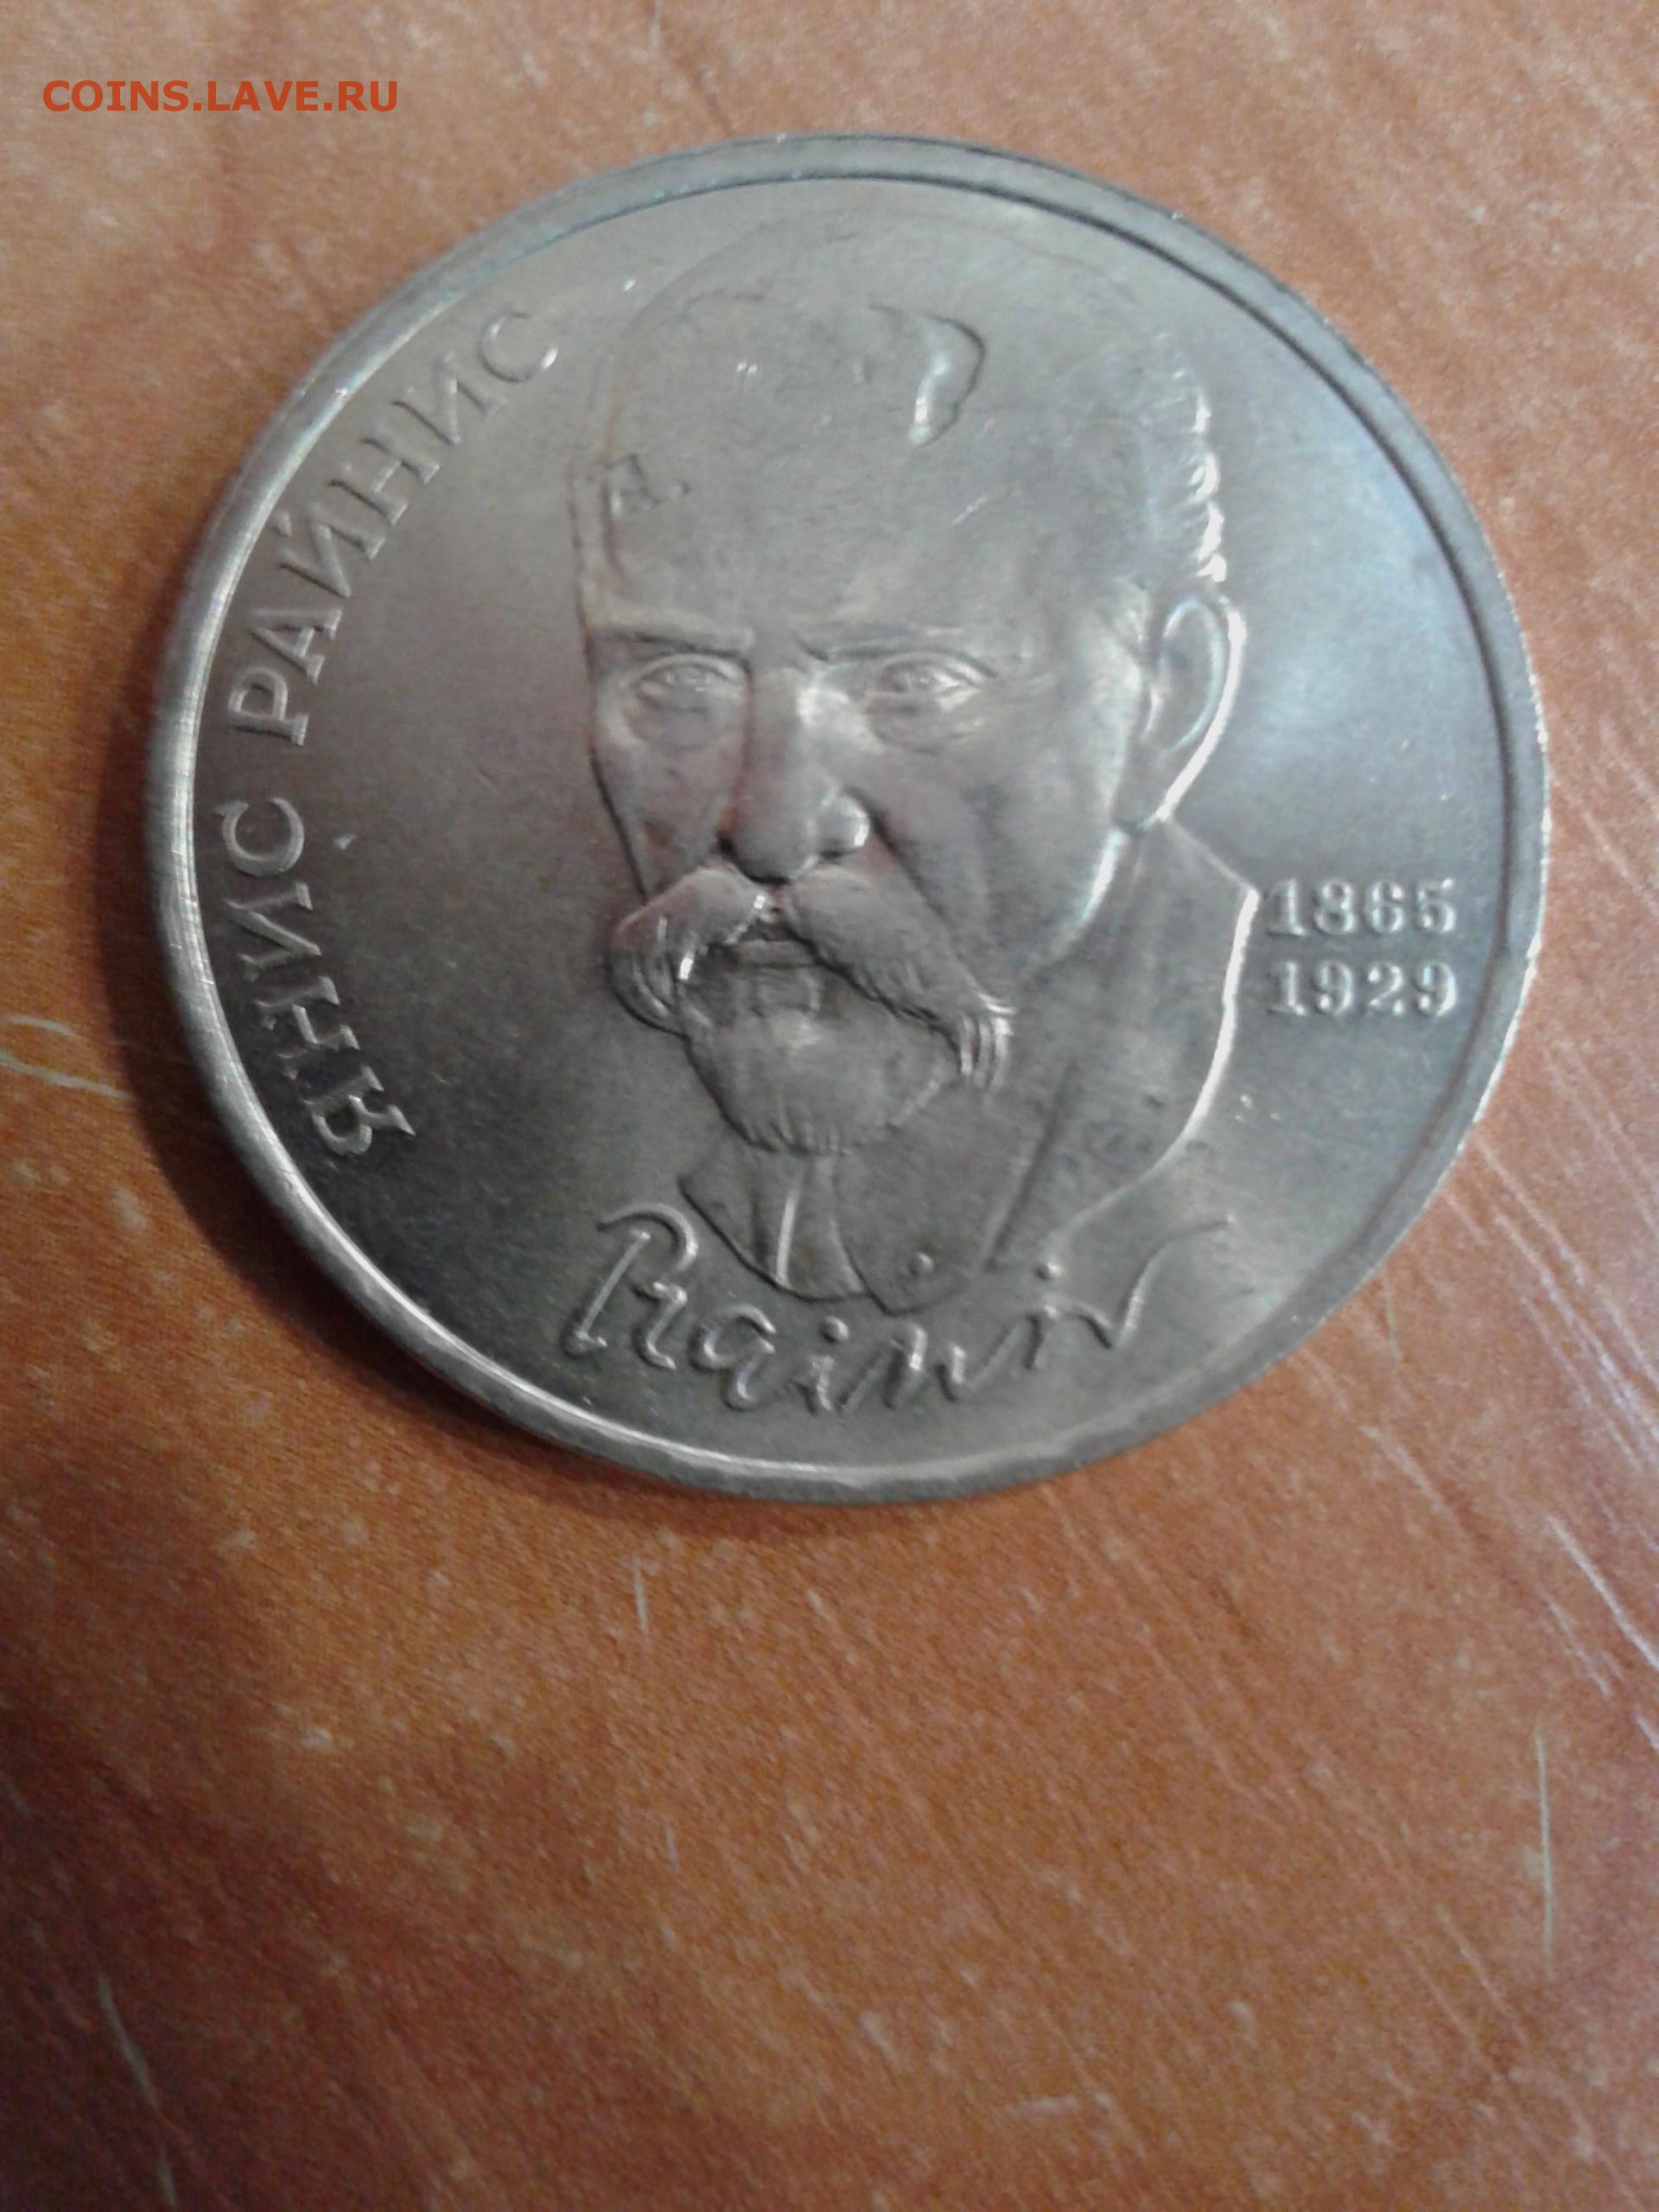 COINS.LAVE.RU
ЯНИС РАЙНИС
1865
1929
Rainis